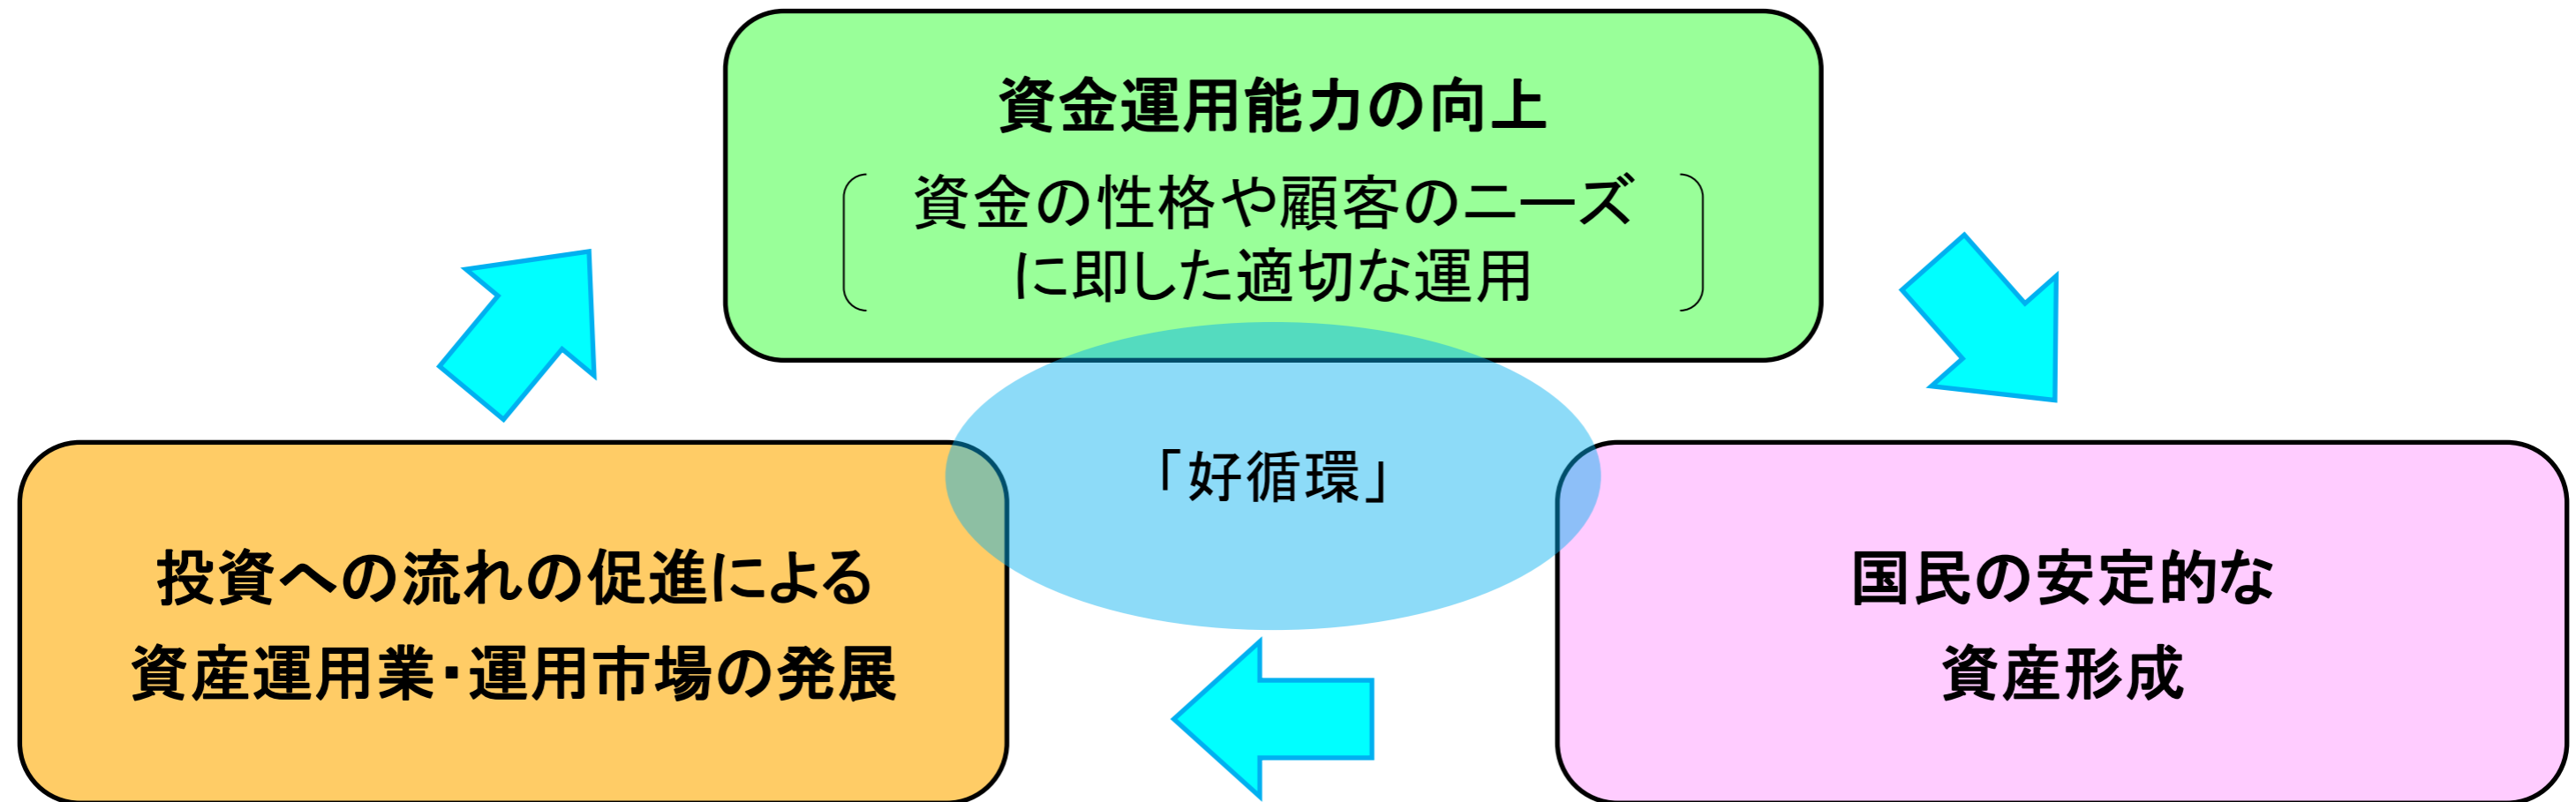 資金運用能力の向上
資金の性格や顧客のニーズ
に即した適切な運用
「好循環」
投資への流れの促進による
資産運用業・運用市場の発展
国民の安定的な
資産形成